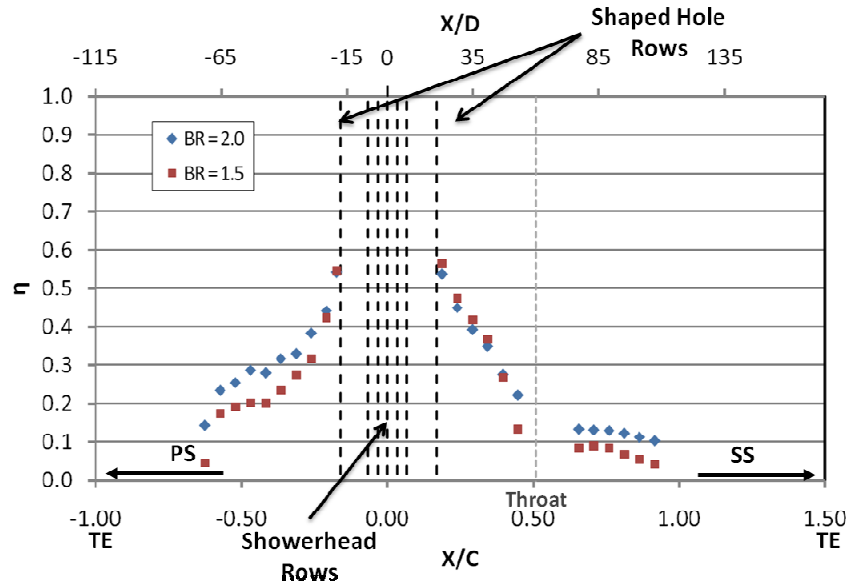 X/D
Shaped Hole
Rows
-115 -65 -15 0 35 85 135
1.0
0.9
0.8
0.7
0.6
0.5
0.4
0.3
0.2
0.1
0.0
η
BR = 2.0
BR = 1.5
PS
SS
Throat
-1.00 -0.50 0.00 0.50 1.00 1.50
TE
Showerhead
Rows
X/C
TE